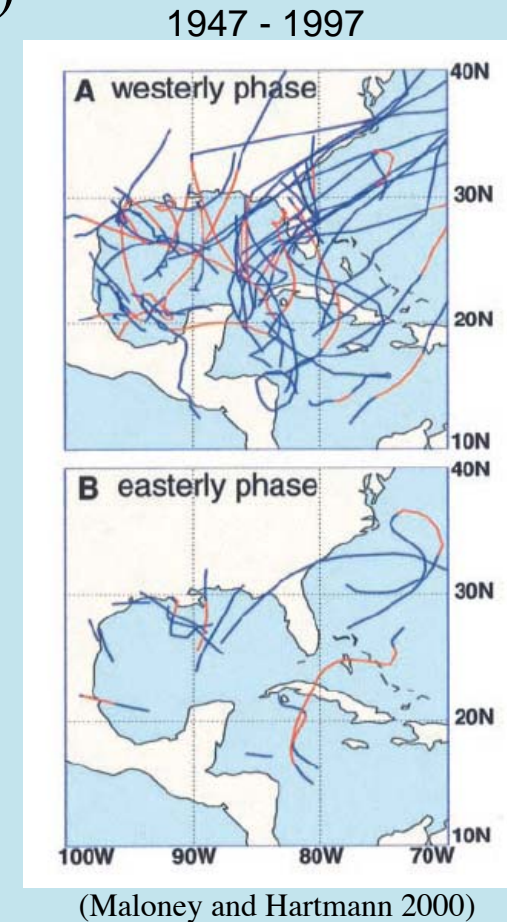 )
1947 - 1997
A westerly phase
40N
30N
20N
10N
B easterly phase
40N
30N
20N
10N
100W 90W 80W 70W
(Maloney and Hartmann 2000)